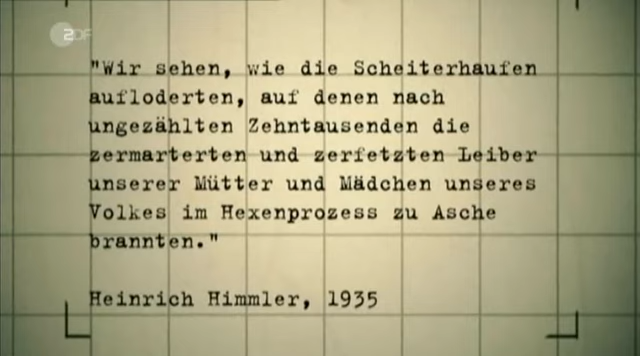 ZDF
"Wir sehen, wie die Scheiterhaufen
aufloderten, auf denen nach
ungezählten Zehntausenden die
zermarterten und zerfetzten Leiber
unserer Mütter und Mädchen unseres
Volkes im Hexenprozess zu Asche
brannten."
Heinrich Himmler, 1935